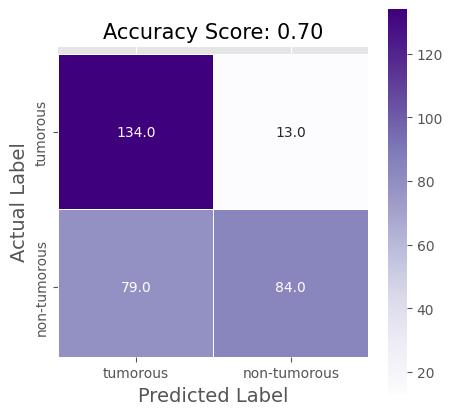 Accuracy Score: 0.70
Actual Label
tumorous
134.0
13.0
non-tumorous
79.0
84.0
tumorous
non-tumorous
Predicted Label
120
100
80
60
40
20